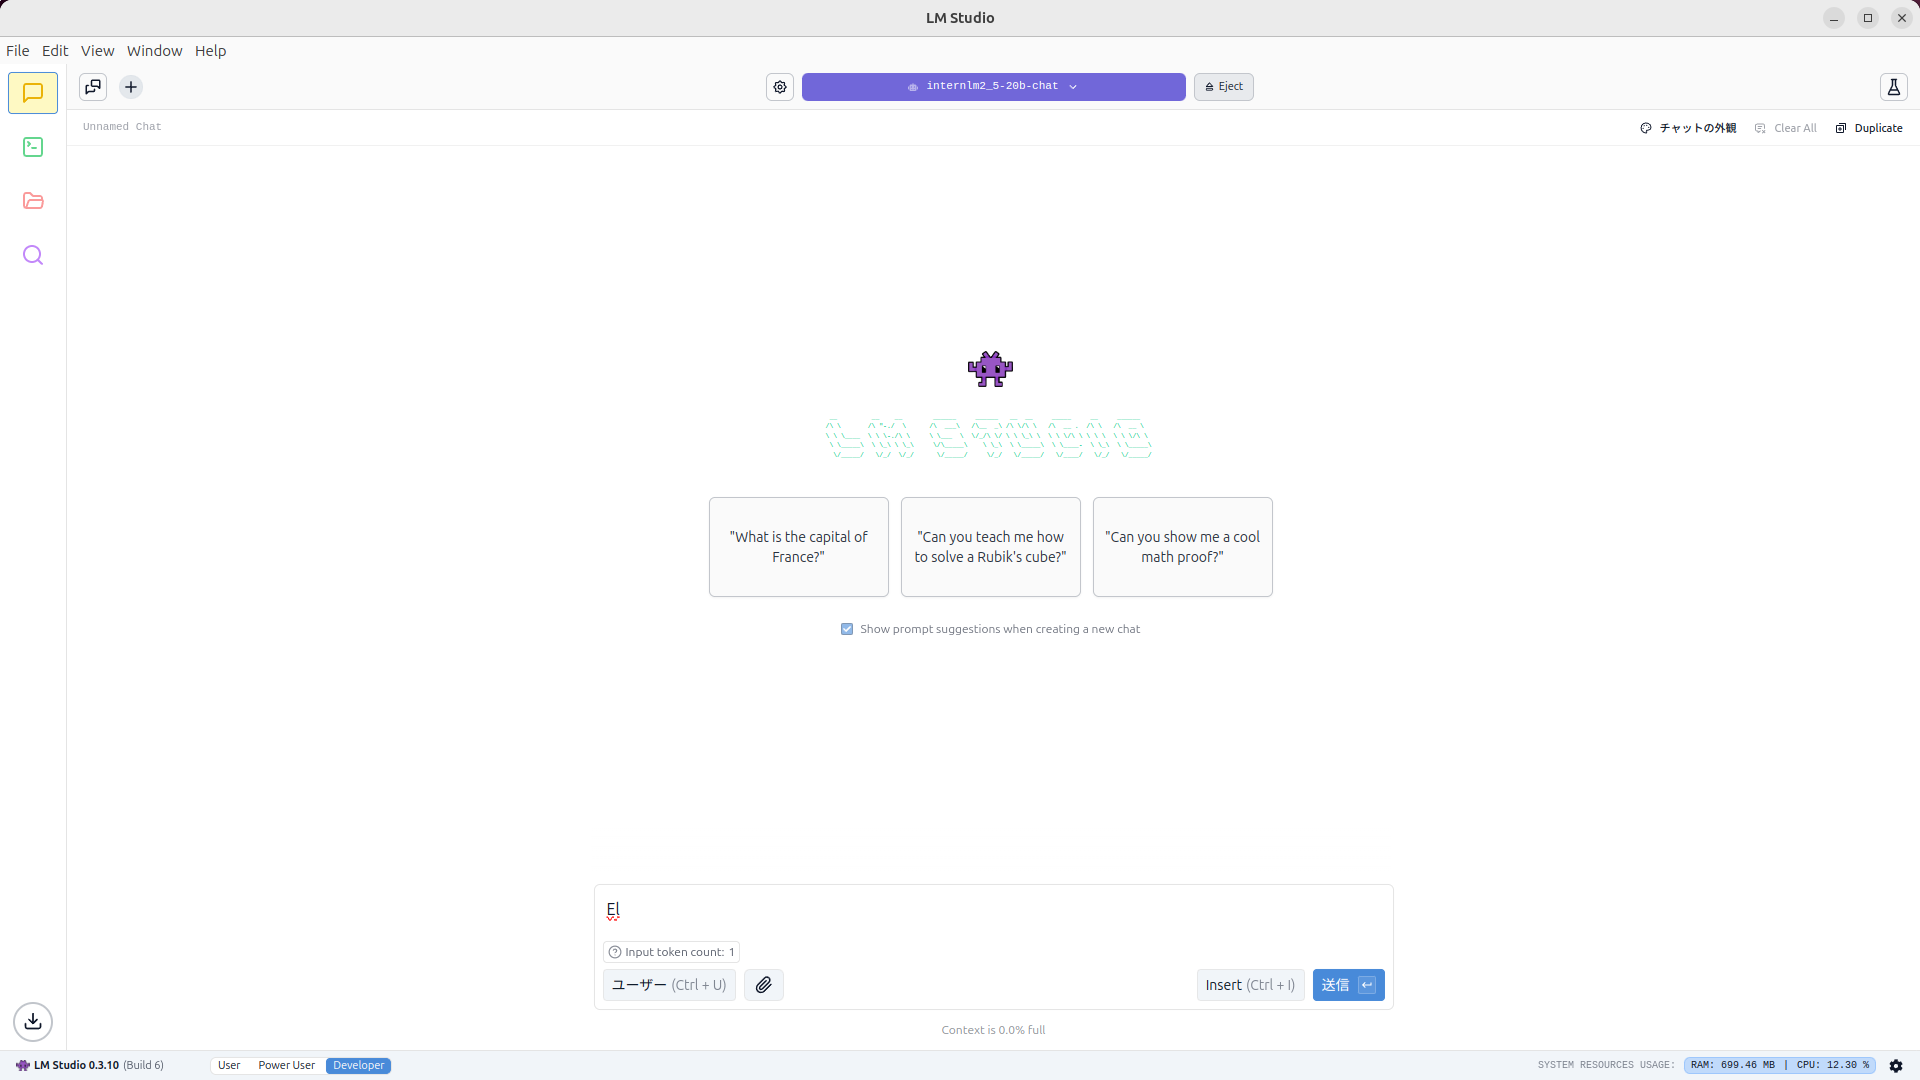 LM Studio
File Edit View Window Help
internlm2_5-20b-chat
Eject
Unnamed Chat
チャットの外観
Clear All
Duplicate
LM STUDIO
"What is the capital of
France?"
"Can you teach me how
to solve a Rubik's cube?"
"Can you show me a cool
math proof?"
Show prompt suggestions when creating a new chat
El
Input token count: 1
ユーザー (Ctrl + U)
Insert (Ctrl + I)
送信
Context is 0.0% full
LM Studio 0.3.10 (Build 6)
User
Power User
Developer
SYSTEM RESOURCES USAGE:
RAM: 699.46 MB | CPU: 12.30 %